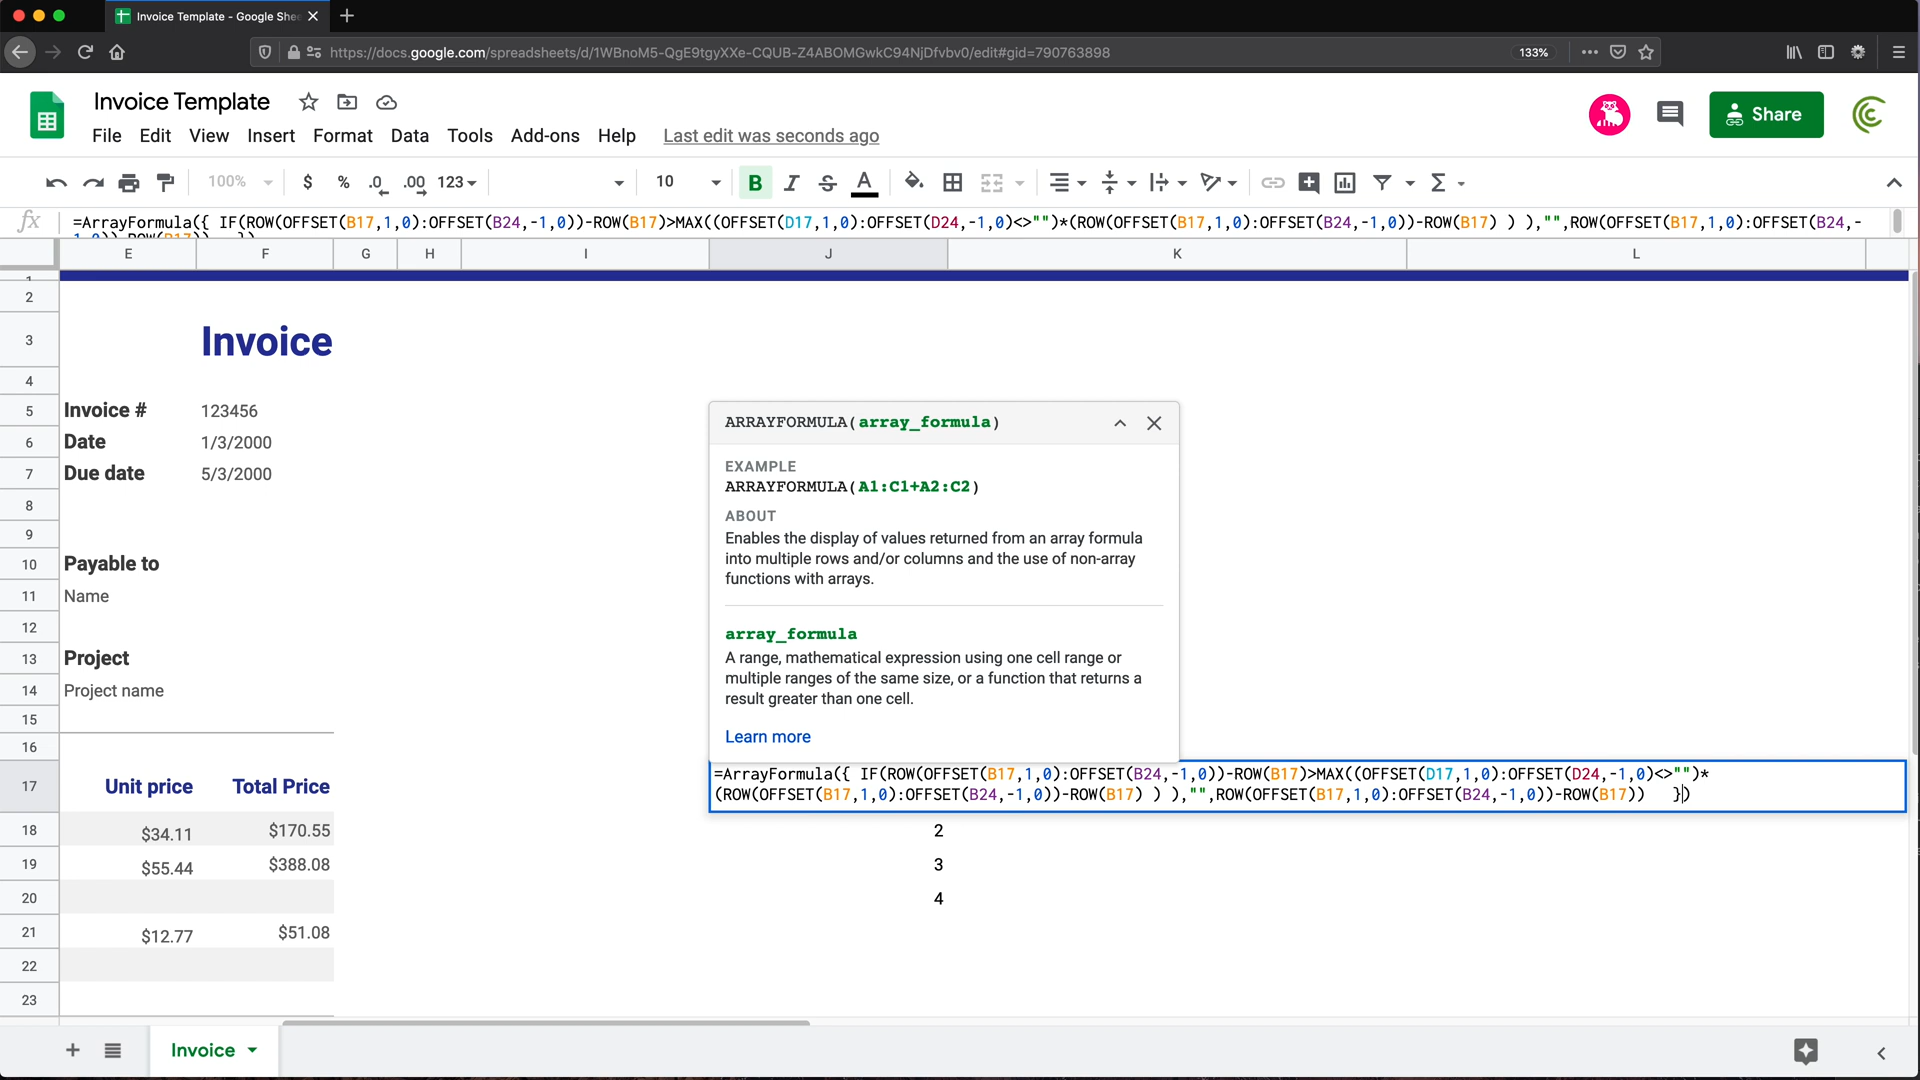 Invoice Template - Google She
https://docs.google.com/spreadsheets/d/1WBnoM5-QgE9tgyXXe-CQUB-Z4ABOMGwkC94NjDfvbv0/edit#gid=790763898
133%
Invoice Template
Share
File Edit View Insert Format Data Tools Add-ons Help Last edit was seconds ago
100% $ % .0 .00 123 10 B I S A Σ
fx =ArrayFormula({ IF(ROW(OFFSET(B17,1,0):OFFSET(B24,-1,0))-ROW(B17)>MAX((OFFSET(D17,1,0):OFFSET(D24,-1,0)<>"")*(ROW(OFFSET(B17,1,0):OFFSET(B24,-1,0))-ROW(B17) ) ),"",ROW(OFFSET(B17,1,0):OFFSET(B24,-
1,0))-ROW(B17)) })
E F G H I J K L
1
2
3 Invoice
4
5 Invoice # 123456
6 Date 1/3/2000
7 Due date 5/3/2000
8
9
10 Payable to
11 Name
12
13 Project
14 Project name
15
16
17 Unit price Total Price
18 $34.11 $170.55 2
19 $55.44 $388.08 3
20 4
21 $12.77 $51.08
22
23
ARRAYFORMULA(array_formula)
EXAMPLE
ARRAYFORMULA(A1:C1+A2:C2)
ABOUT
Enables the display of values returned from an array formula
into multiple rows and/or columns and the use of non-array
functions with arrays.
array_formula
A range, mathematical expression using one cell range or
multiple ranges of the same size, or a function that returns a
result greater than one cell.
Learn more
=ArrayFormula({ IF(ROW(OFFSET(B17,1,0):OFFSET(B24,-1,0))-ROW(B17)>MAX((OFFSET(D17,1,0):OFFSET(D24,-1,0)<>"")*
(ROW(OFFSET(B17,1,0):OFFSET(B24,-1,0))-ROW(B17) ) ),"",ROW(OFFSET(B17,1,0):OFFSET(B24,-1,0))-ROW(B17)) })
Invoice